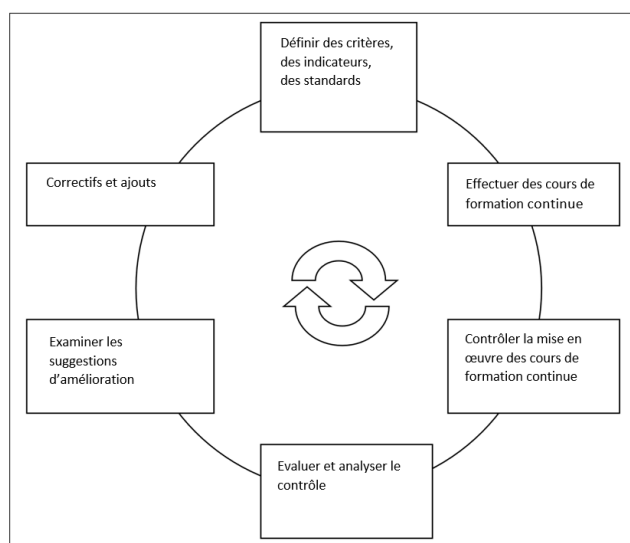 Définir des critères,
des indicateurs,
des standards
Effectuer des cours de
formation continue
Contrôler la mise en
œuvre des cours de
formation continue
Evaluer et analyser le
contrôle
Examiner les
suggestions
d’amélioration
Correctifs et ajouts